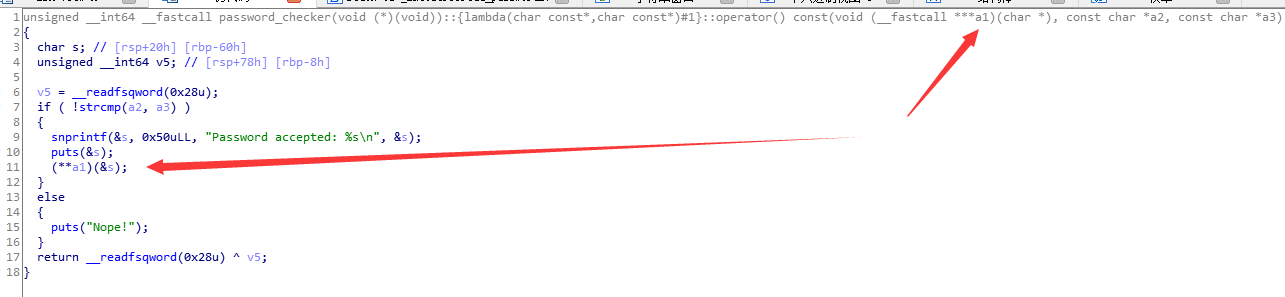 1 unsigned __int64 __fastcall password_checker(void (*)(void))::{lambda(char const*,char const*)#1}::operator() const(void (__fastcall ***a1)(char *), const char *a2, const char *a3)
2 {
3 char s; // [rsp+20h] [rbp-60h]
4 unsigned __int64 v5; // [rsp+78h] [rbp-8h]
5
6 v5 = __readfsqword(0x28u);
7 if ( !strcmp(a2, a3) )
8 {
9 snprintf(&s, 0x50uLL, "Password accepted: %s\n", &s);
10 puts(&s);
11 (**a1)(&s);
12 }
13 else
14 {
15 puts("Nope!");
16 }
17 return __readfsqword(0x28u) ^ v5;
18 }